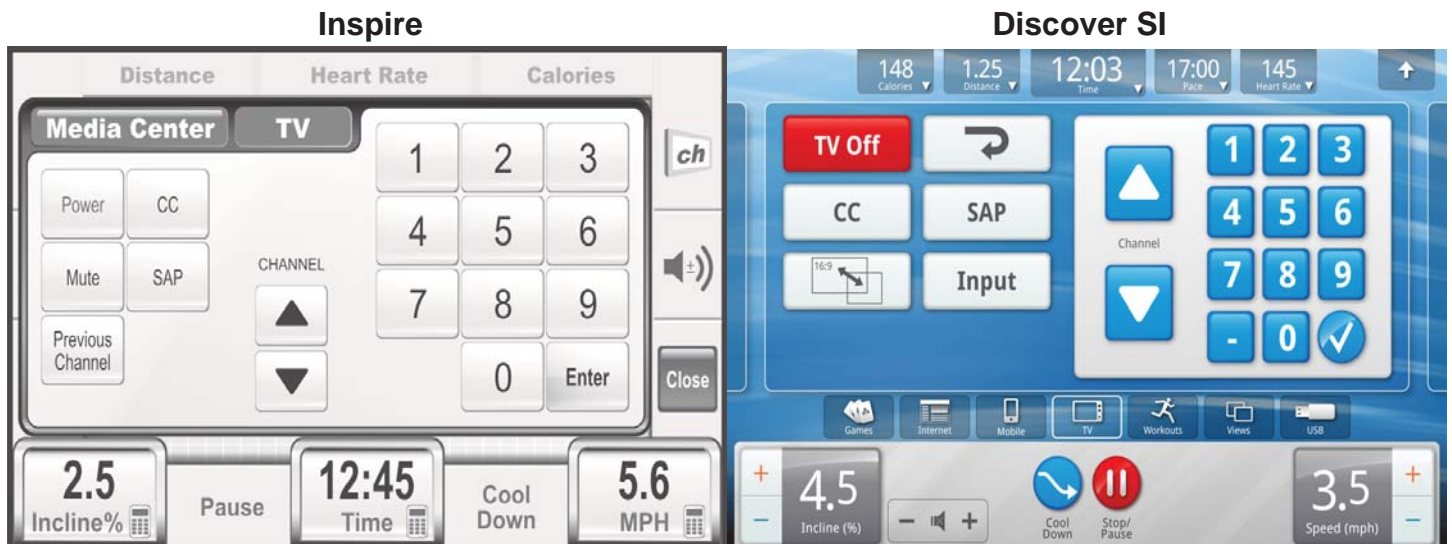 Inspire
Distance Heart Rate Calories
Media Center TV
1 2 3
ch
Power CC
4 5 6
Mute SAP
CHANNEL
±
7 8 9
Previous
Channel
0 Enter
Close
2.5
Incline%
Pause
12:45
Time
Cool
Down
5.6
MPH
Discover SI
148
Calories
1.25
Distance
12:03
Time
17:00
Pace
145
Heart Rate
TV Off
1 2 3
CC SAP
4 5 6
Channel
16:9
Input
7 8 9
- 0
Games Internet Mobile TV Workouts Views USB
+
-
4.5
Incline (%)
- +
Cool
Down
Stop/
Pause
3.5
Speed (mph)
+
-